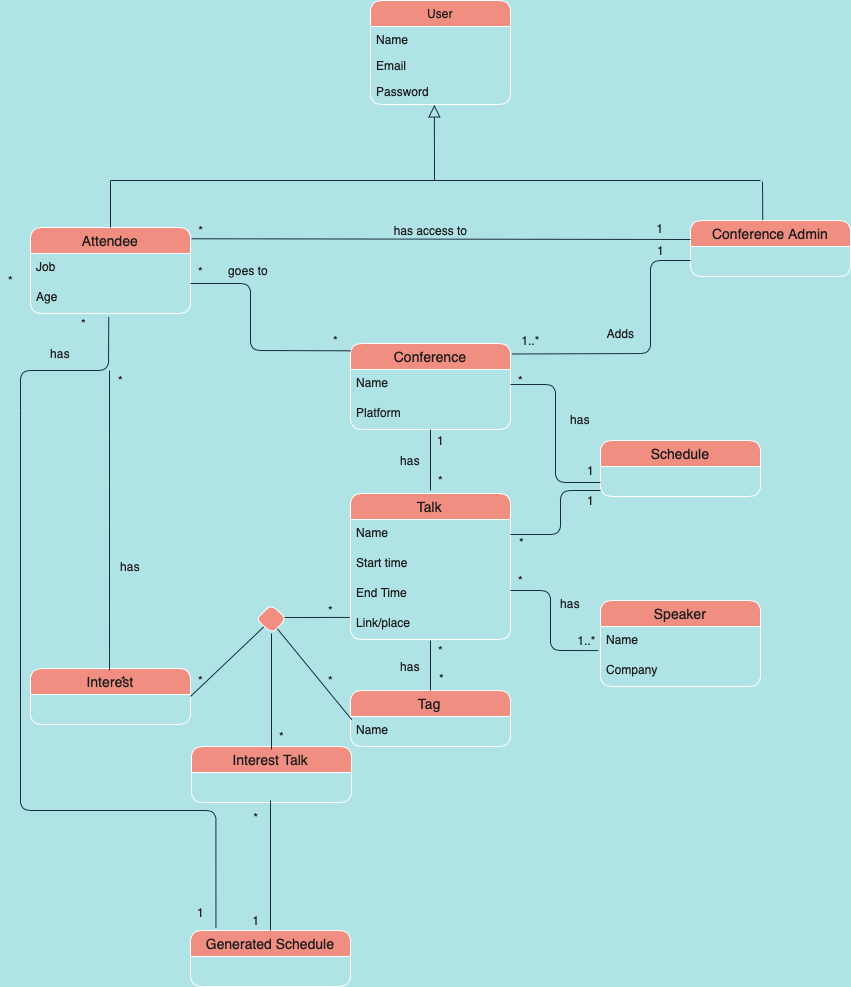 User
Name
Email
Password
Attendee
Job
Age
*
*
has access to
1
Conference Admin
1
*
goes to
*
1..*
Adds
Conference
Name
Platform
*
has
*
*
has
1
Schedule
1
1
has
*
Talk
Name
Start time
End Time
Link/place
*
*
has
1..*
Speaker
Name
Company
has
*
Interest
*
*
*
*
has
*
*
Tag
Name
Interest Talk
*
1
1
Generated Schedule